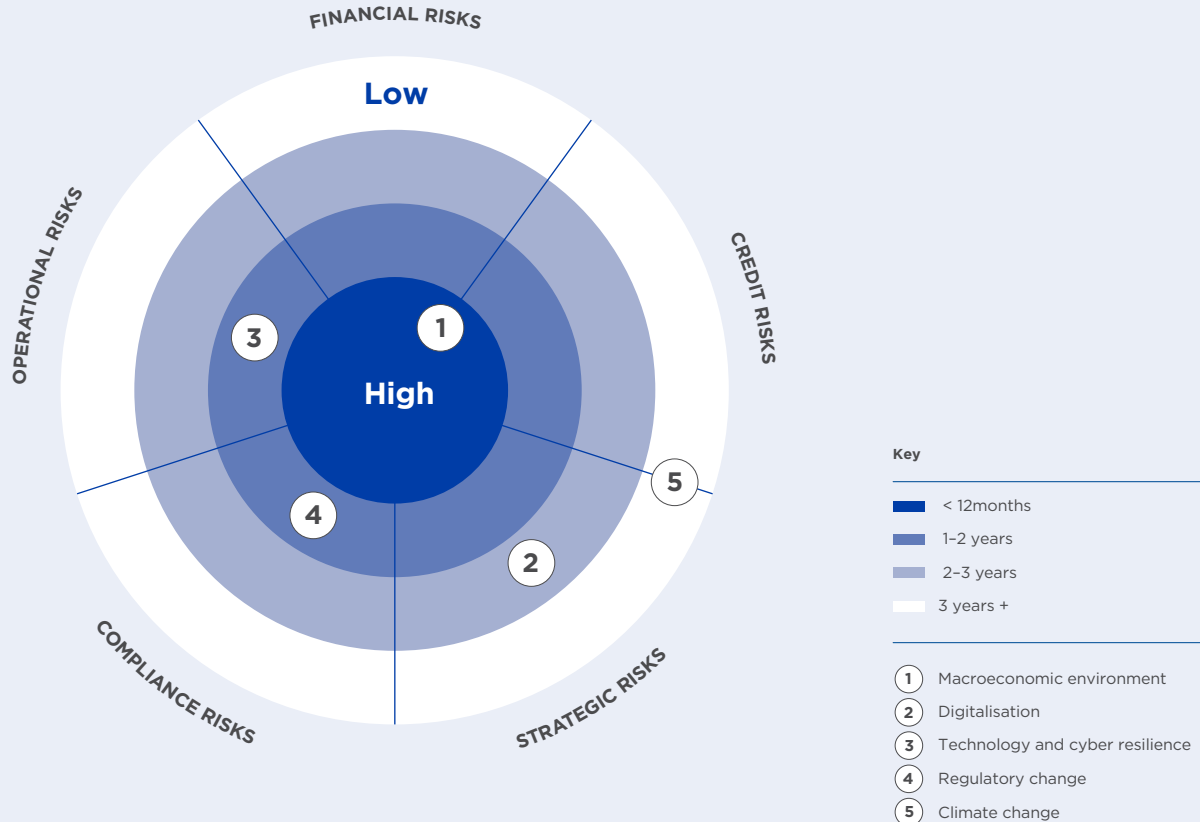 FINANCIAL RISKS
Low
OPERATIONAL RISKS
CREDIT RISKS
1
3
High
5
4
2
COMPLIANCE RISKS
STRATEGIC RISKS
Key
< 12months
1–2 years
2–3 years
3 years +
1 Macroeconomic environment
2 Digitalisation
3 Technology and cyber resilience
4 Regulatory change
5 Climate change